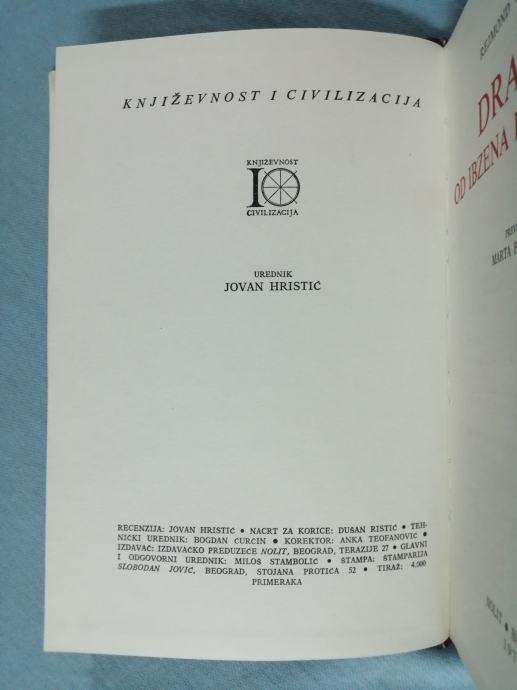 KNJIŽEVNOST I CIVILIZACIJA
KNJIŽEVNOST
CIVILIZACIJA
UREDNIK
JOVAN HRISTIĆ
RECENZIJA: JOVAN HRISTIĆ • NACRT ZA KORICE: DUŠAN RISTIĆ • TEH-
NIČKI UREDNIK: BOGDAN ĆURČIN • KOREKTOR: ANKA TEOFANOVIĆ •
IZDAVAČ: IZDAVAČKO PREDUZEĆE NOLIT, BEOGRAD, TERAZIJE 27 • GLAVNI
I ODGOVORNI UREDNIK: MILOŠ STAMBOLIĆ • ŠTAMPA: ŠTAMPARIJA
SLOBODAN JOVIĆ, BEOGRAD, STOJANA PROTIĆA 52 • TIRAŽ: 4.000
PRIMERAKA
REJMOND
DRA
OD IBZENA
MARTA
NOLIT •